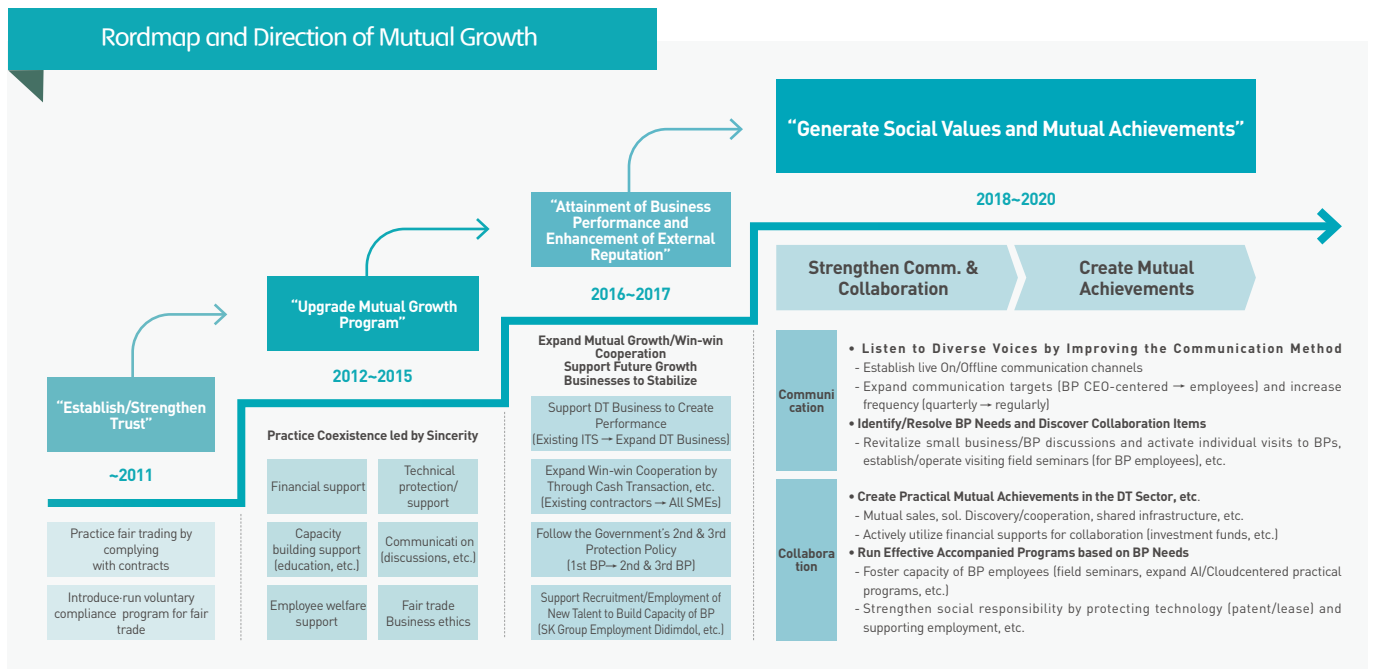 Rordmap and Direction of Mutual Growth
“Establish/Strengthen
Trust”
~2011
Practice fair trading by
complying
with contracts
Introduce-run voluntary
compliance program for fair
trade
“Upgrade Mutual Growth
Program”
2012~2015
Practice Coexistence led by Sincerity
Financial support
Technical
protection/
support
Capacity
building support
(education, etc.)
Communicati on
(discussions, etc.)
Employee welfare
support
Fair trade
Business ethics
“Attainment of Business
Performance and
Enhancement of External
Reputation”
2016~2017
Expand Mutual Growth/Win-win
Cooperation
Support Future Growth
Businesses to Stabilize
Support DT Business to Create
Performance
(Existing ITS → Expand DT Business)
Expand Win-win Cooperation by
Through Cash Transaction, etc.
(Existing contractors → All SMEs)
Follow the Government’s 2nd & 3rd
Protection Policy
(1st BP→ 2nd & 3rd BP)
Support Recruitment/Employment of
New Talent to Build Capacity of BP
(SK Group Employment Didimdol, etc.)
“Generate Social Values and Mutual Achievements”
2018~2020
Strengthen Comm. &
Collaboration
Create Mutual
Achievements
Communi
cation
• Listen to Diverse Voices by Improving the Communication Method
- Establish live On/Offline communication channels
- Expand communication targets (BP CEO-centered → employees) and increase
frequency (quarterly → regularly)
• Identify/Resolve BP Needs and Discover Collaboration Items
- Revitalize small business/BP discussions and activate individual visits to BPs,
establish/operate visiting field seminars (for BP employees), etc.
Collabora
tion
• Create Practical Mutual Achievements in the DT Sector, etc.
- Mutual sales, sol. Discovery/cooperation, shared infrastructure, etc.
- Actively utilize financial supports for collaboration (investment funds, etc.)
• Run Effective Accompanied Programs based on BP Needs
- Foster capacity of BP employees (field seminars, expand AI/Cloudcentered practical
programs, etc.)
- Strengthen social responsibility by protecting technology (patent/lease) and
supporting employment, etc.